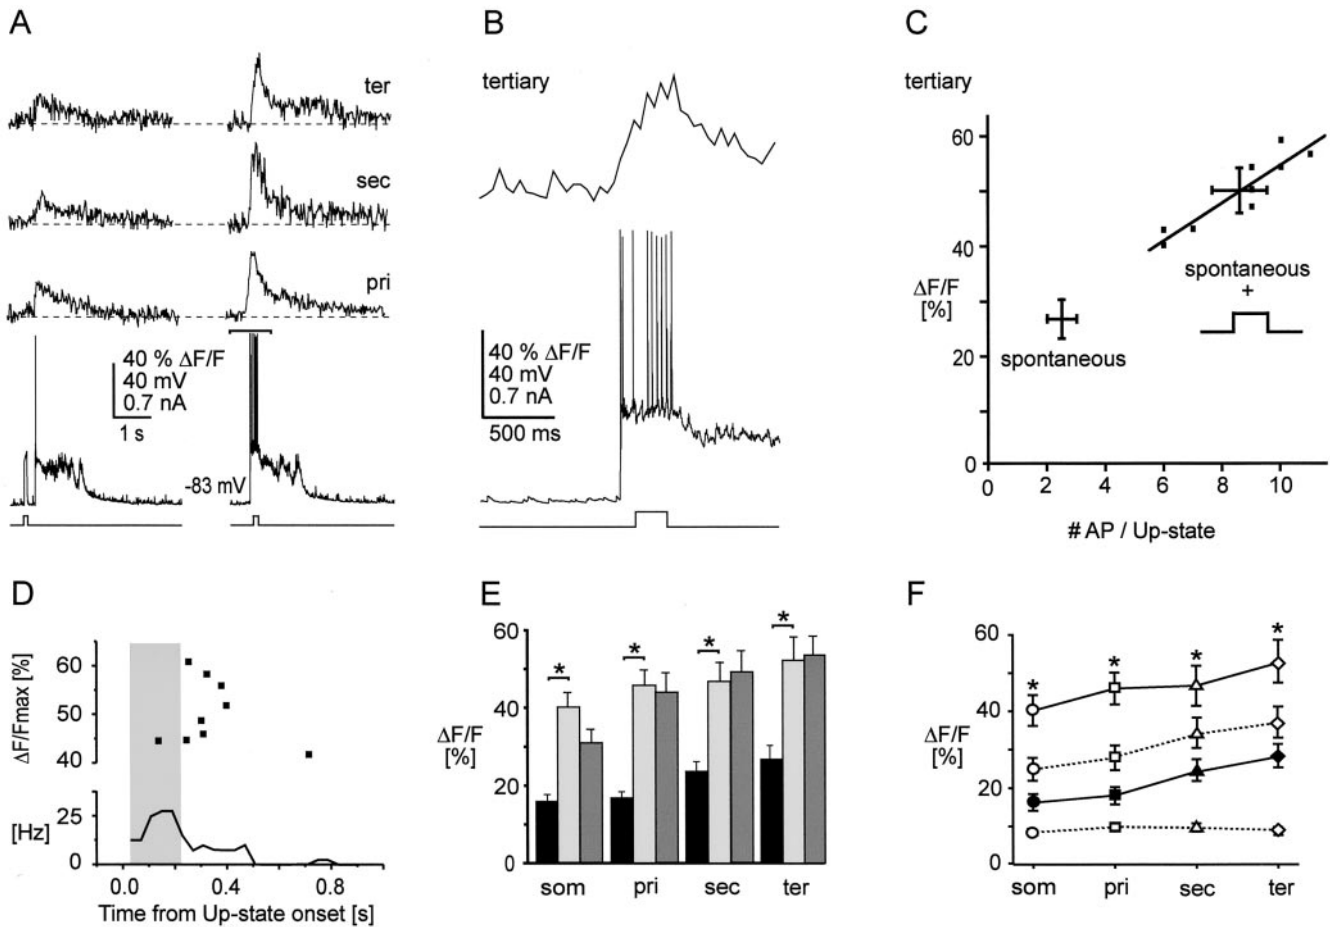 A
ter
sec
pri
40 % ΔF/F
40 mV
0.7 nA
1 s
-83 mV
B
tertiary
40 % ΔF/F
40 mV
0.7 nA
500 ms
C
tertiary
60
40
20
0
ΔF/F
[%]
spontaneous
+
spontaneous
0 2 4 6 8 10
# AP / Up-state
D
ΔF/Fmax [%]
60
50
40
[Hz]
25
0
0.0 0.4 0.8
Time from Up-state onset [s]
E
60
40
20
0
ΔF/F
[%]
* * * *
som pri sec ter
F
60
40
20
0
ΔF/F
[%]
* * * *
som pri sec ter